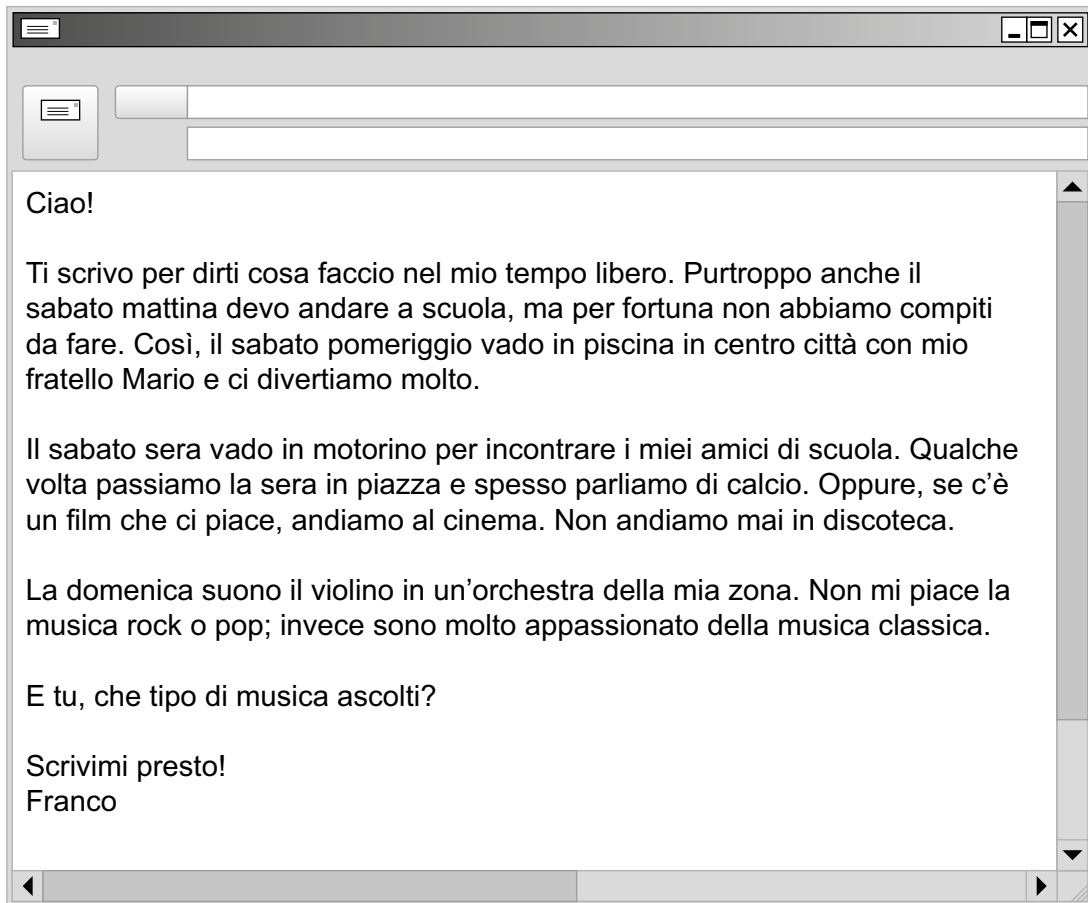 Ciao!
Ti scrivo per dirti cosa faccio nel mio tempo libero. Purtroppo anche il
sabato mattina devo andare a scuola, ma per fortuna non abbiamo compiti
da fare. Così, il sabato pomeriggio vado in piscina in centro città con mio
fratello Mario e ci divertiamo molto.
Il sabato sera vado in motorino per incontrare i miei amici di scuola. Qualche
volta passiamo la sera in piazza e spesso parliamo di calcio. Oppure, se c’è
un film che ci piace, andiamo al cinema. Non andiamo mai in discoteca.
La domenica suono il violino in un’orchestra della mia zona. Non mi piace la
musica rock o pop; invece sono molto appassionato della musica classica.
E tu, che tipo di musica ascolti?
Scrivimi presto!
Franco